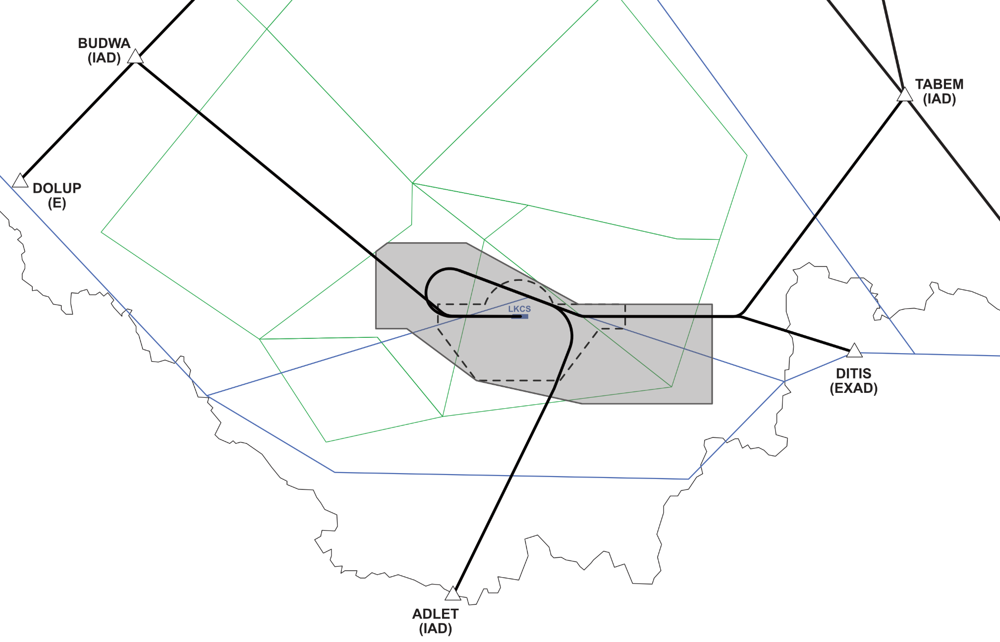 BUDWA
(IAD)
TABEM
(IAD)
DOLUP
(E)
LKCS
DITIS
(EXAD)
ADLET
(IAD)